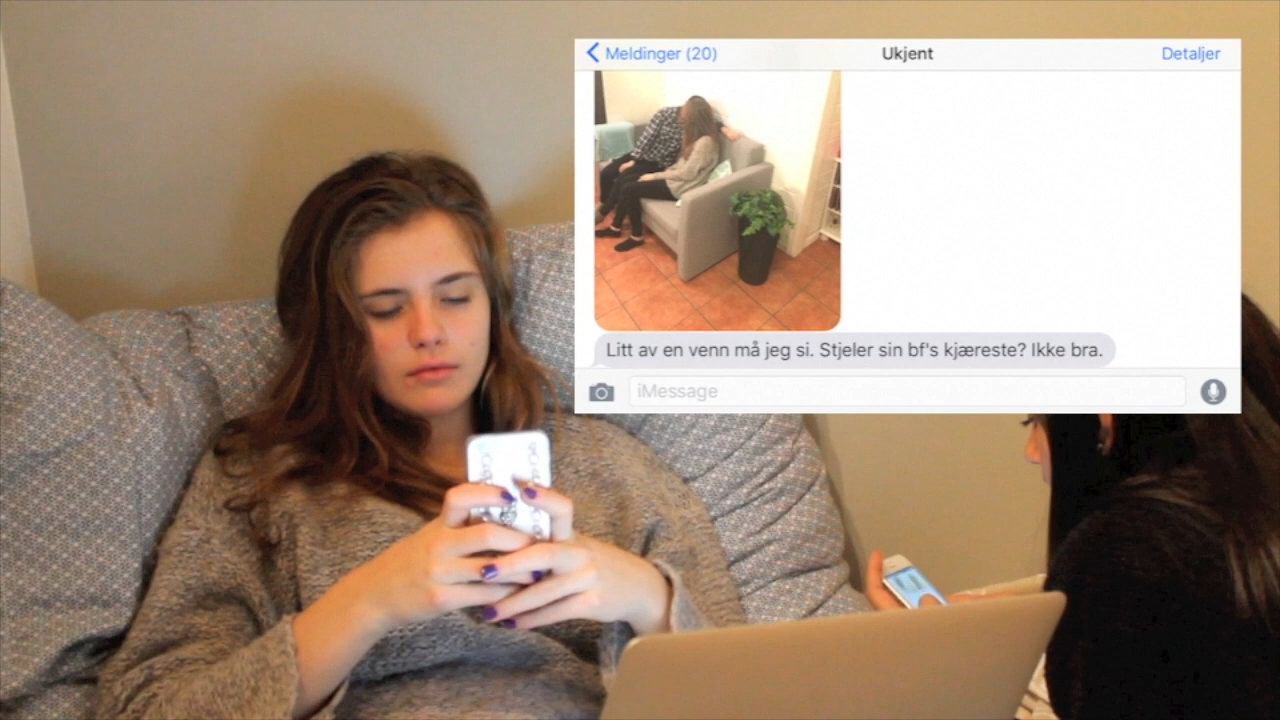 Meldinger (20) Ukjent Detaljer
Litt av en venn må jeg si. Stjeler sin bf's kjæreste? Ikke bra.
iMessage